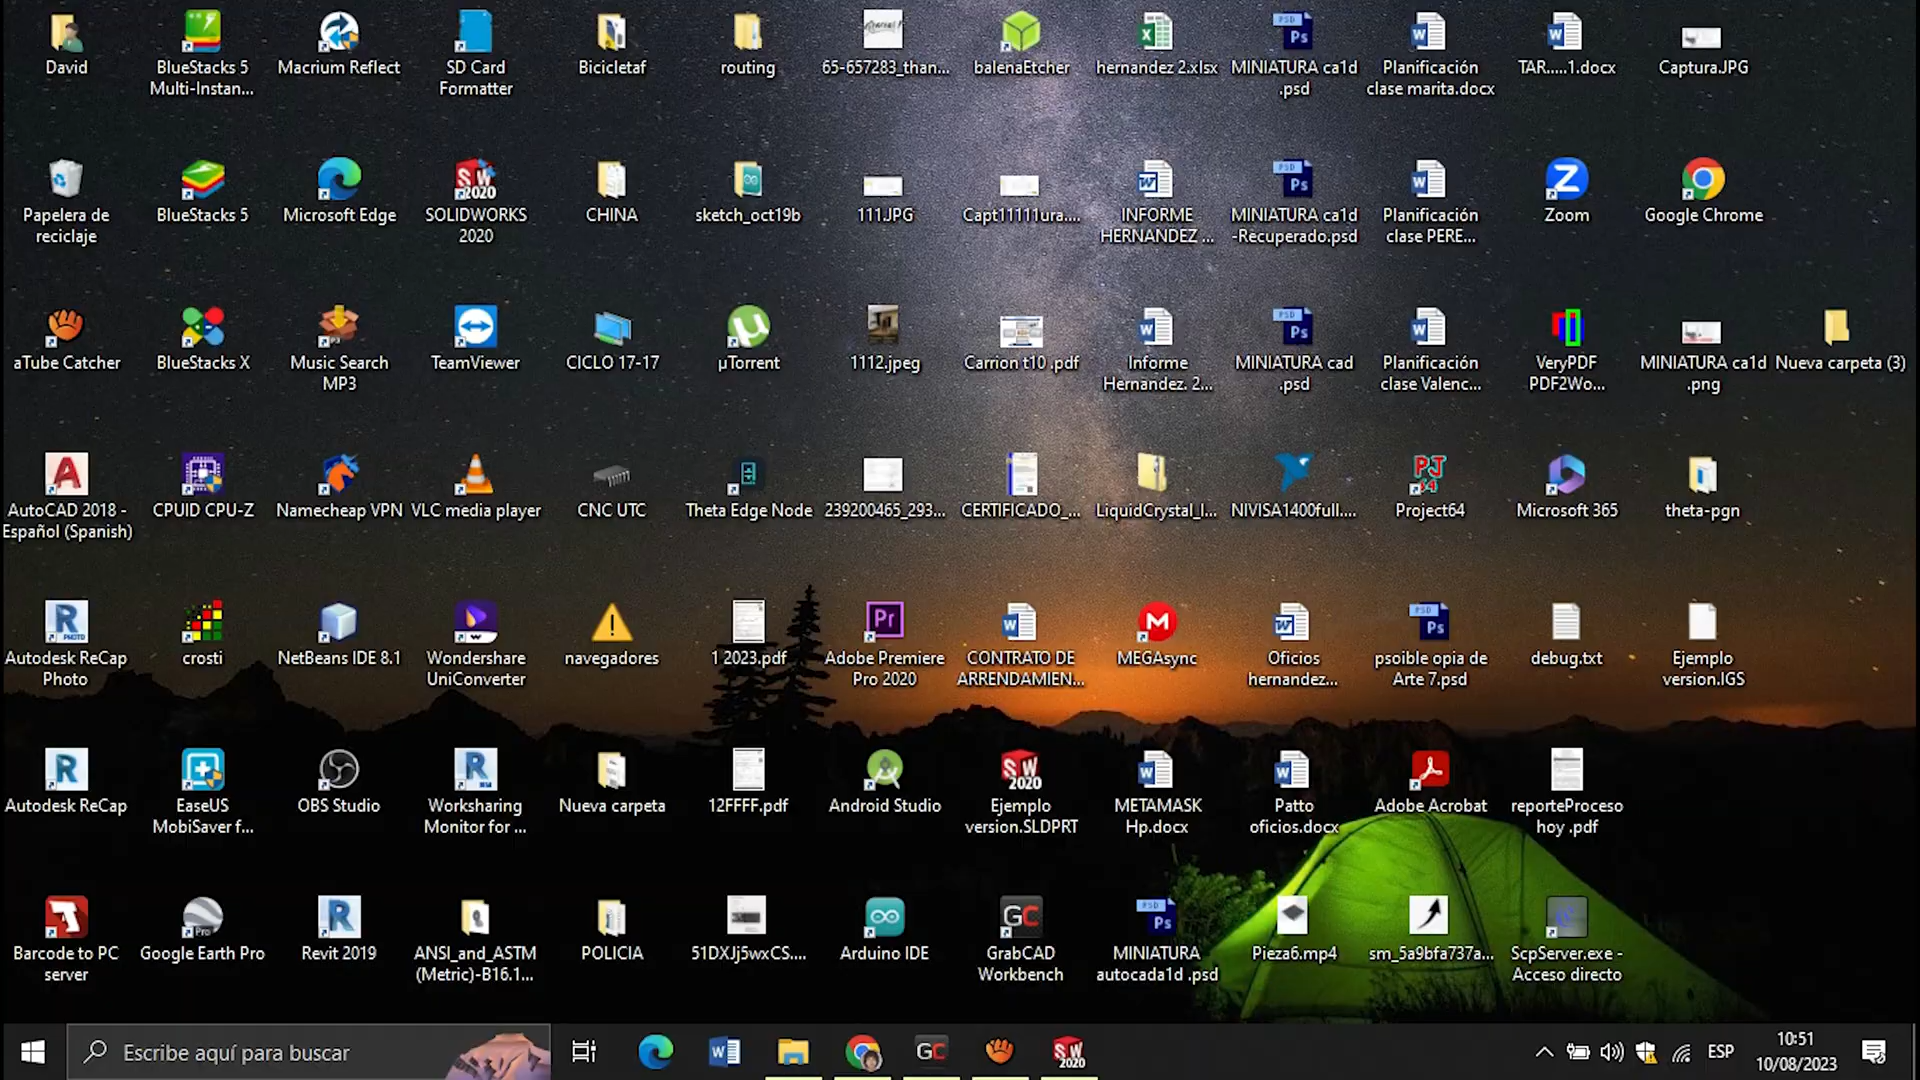 David
BlueStacks 5
Multi-Instan...
Macrium Reflect
SD Card
Formatter
Bicicletaf
routing
65-657283_than...
balenaEtcher
hernandez 2.xlsx
MINIATURA ca1d
.psd
Planificación
clase marita.docx
TAR.....1.docx
Captura.JPG
Papelera de
reciclaje
BlueStacks 5
Microsoft Edge
SOLIDWORKS
2020
CHINA
sketch_oct19b
111.JPG
Capt11111ura....
INFORME
HERNANDEZ ...
MINIATURA ca1d
-Recuperado.psd
Planificación
clase PERE...
Zoom
Google Chrome
aTube Catcher
BlueStacks X
Music Search
MP3
TeamViewer
CICLO 17-17
µTorrent
1112.jpeg
Carrion t10 .pdf
Informe
Hernandez. 2...
MINIATURA cad
.psd
Planificación
clase Valenc...
VeryPDF
PDF2Wo...
MINIATURA ca1d
.png
Nueva carpeta (3)
AutoCAD 2018 -
Español (Spanish)
CPUID CPU-Z
Namecheap VPN
VLC media player
CNC UTC
Theta Edge Node
239200465_293...
CERTIFICADO_...
LiquidCrystal_I...
NIVISA1400full....
Project64
Microsoft 365
theta-pgn
Autodesk ReCap
Photo
crosti
NetBeans IDE 8.1
Wondershare
UniConverter
navegadores
1 2023.pdf
Adobe Premiere
Pro 2020
CONTRATO DE
ARRENDAMIEN...
MEGAsync
Oficios
hernandez...
psoible opia de
Arte 7.psd
debug.txt
Ejemplo
version.IGS
Autodesk ReCap
EaseUS
MobiSaver f...
OBS Studio
Worksharing
Monitor for ...
Nueva carpeta
12FFFF.pdf
Android Studio
Ejemplo
version.SLDPRT
METAMASK
Hp.docx
Patto
oficios.docx
Adobe Acrobat
reporteProceso
hoy .pdf
Barcode to PC
server
Google Earth Pro
Revit 2019
ANSI_and_ASTM
(Metric)-B16.1...
POLICIA
51DXJj5wxCS....
Arduino IDE
GrabCAD
Workbench
MINIATURA
autocada1d .psd
Pieza6.mp4
sm_5a9bfa737a...
ScpServer.exe -
Acceso directo
Escribe aquí para buscar
ESP
10:51
10/08/2023